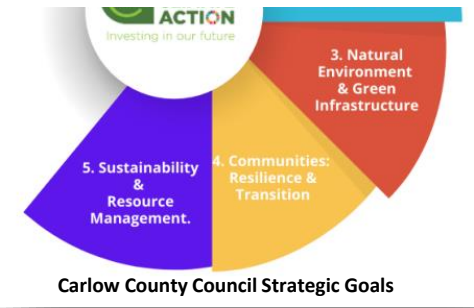 ACTION
Investing in our future
3. Natural
Environment
& Green
Infrastructure
4. Communities:
Resilience &
Transition
5. Sustainability
&
Resource
Management.
Carlow County Council Strategic Goals